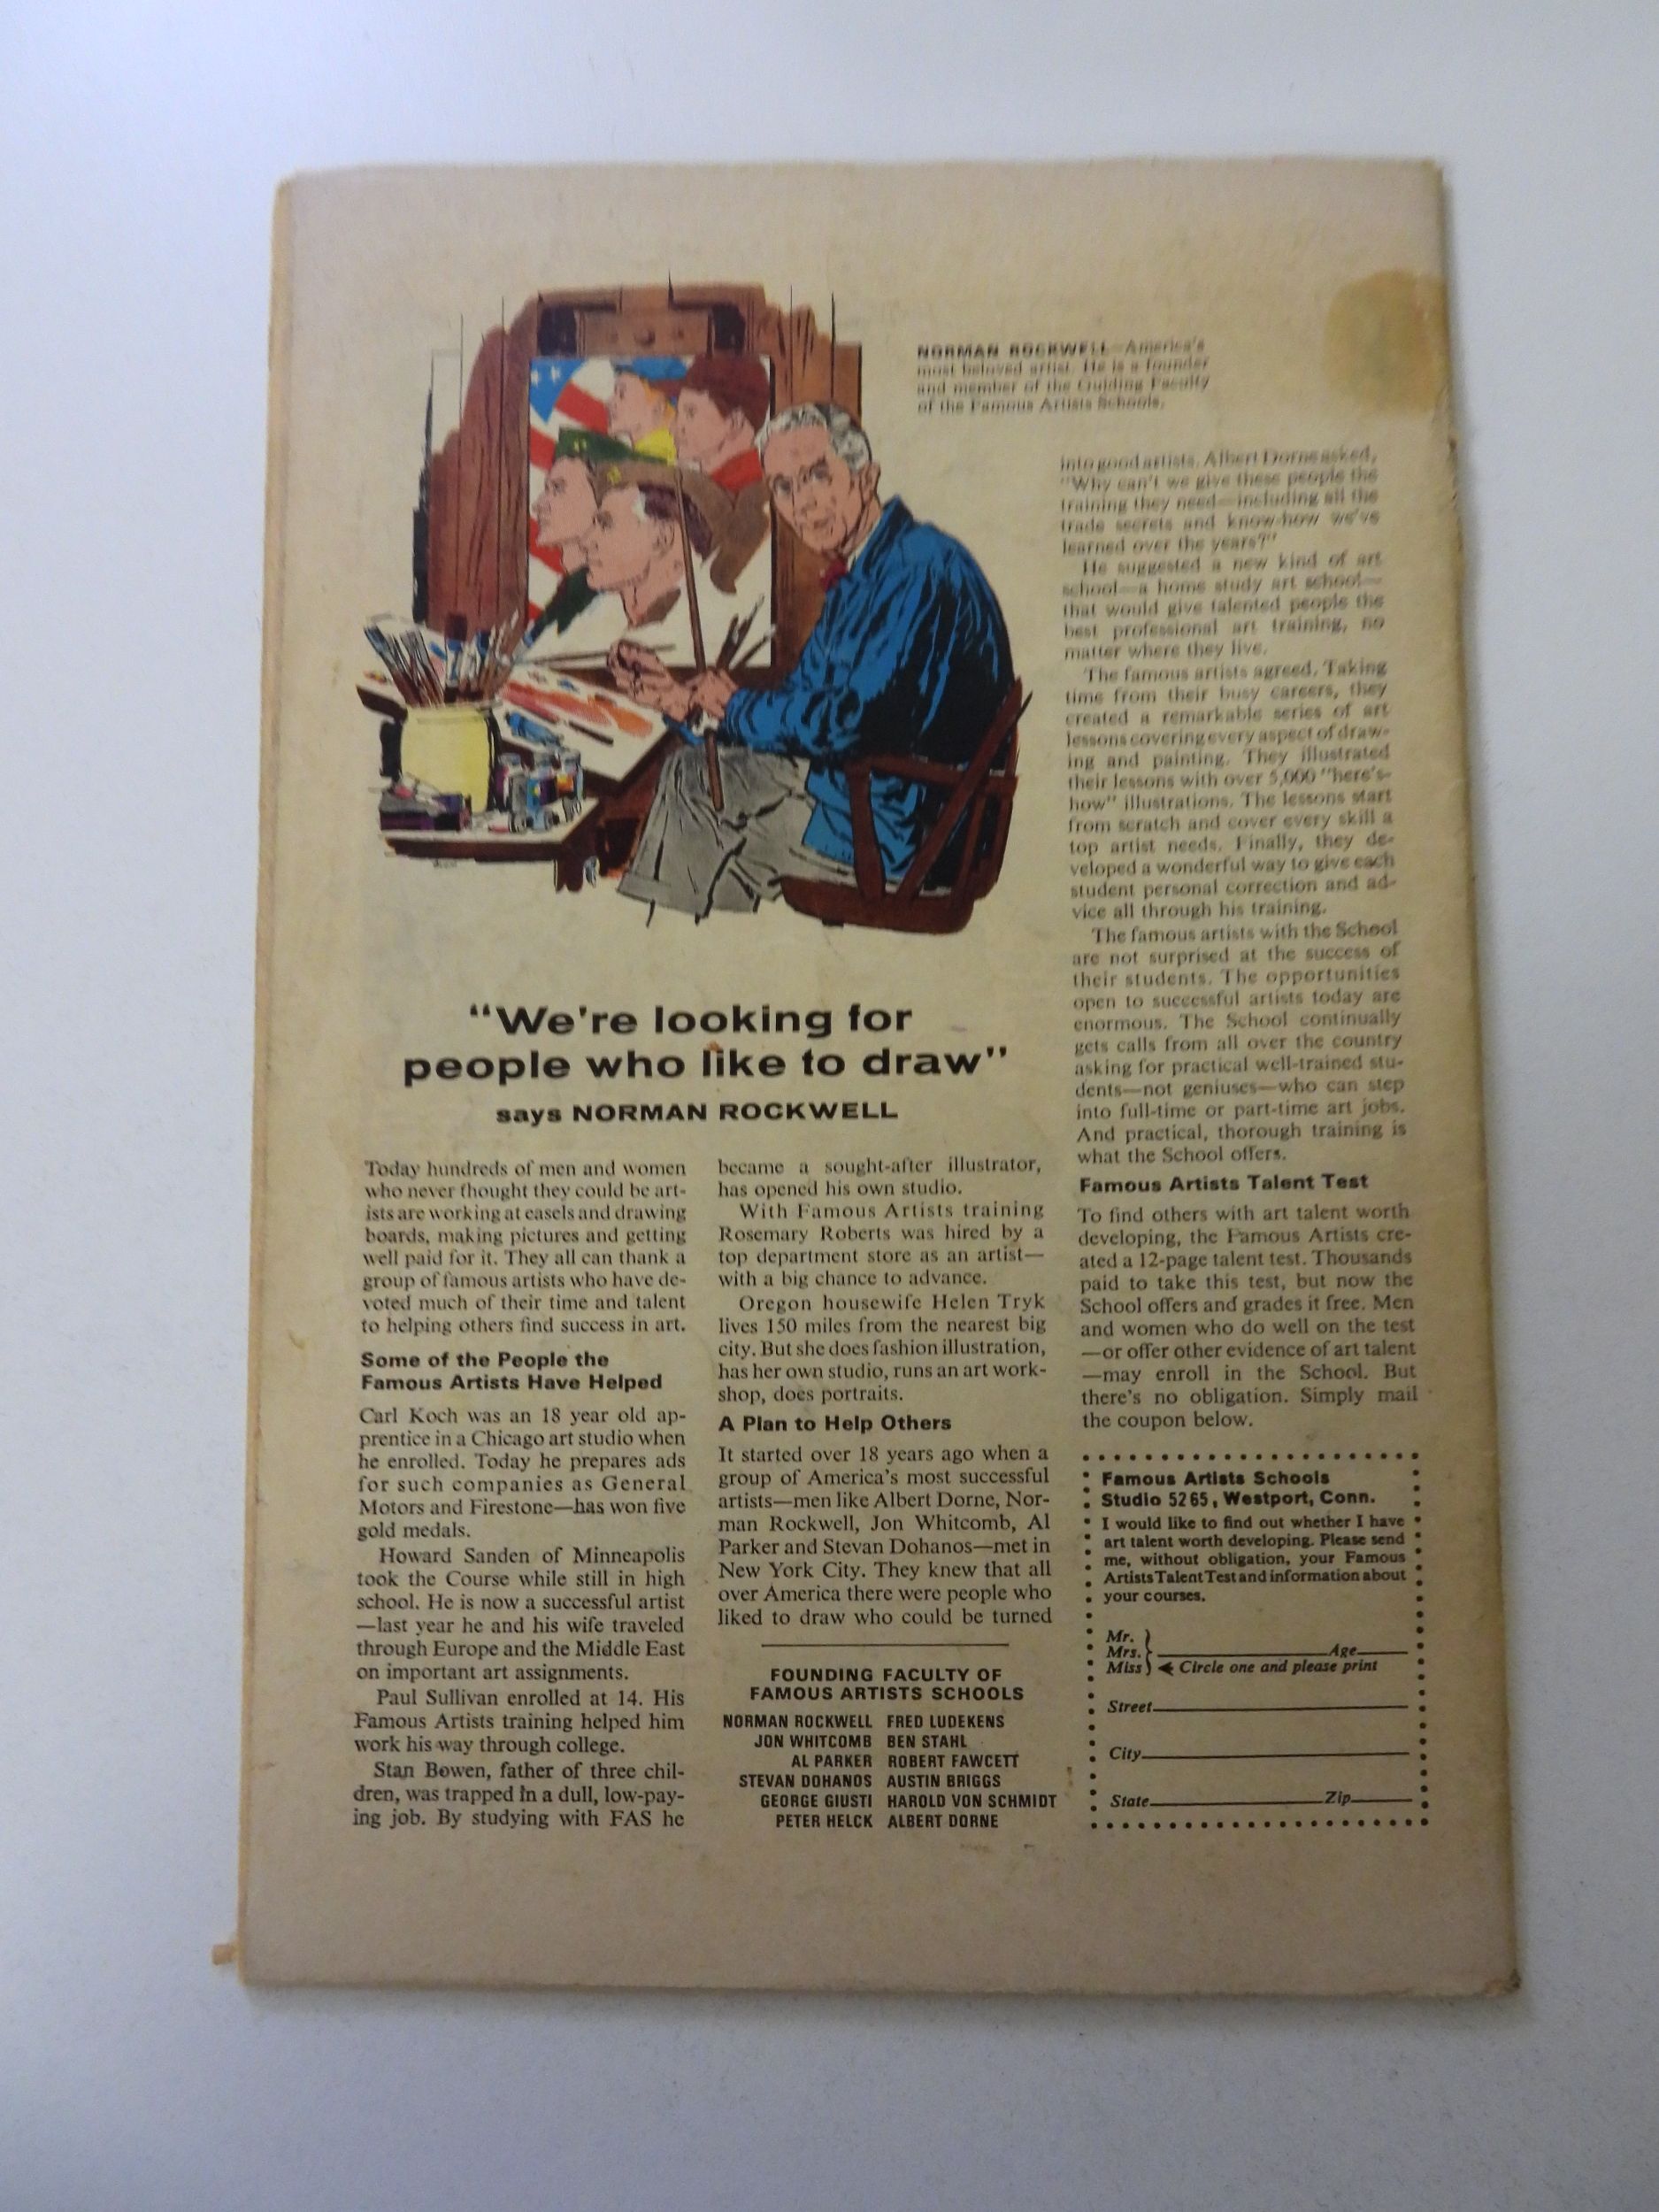 NORMAN ROCKWELL—America's
most beloved artist. He is a founder
and member of the Guiding Faculty
of the Famous Artists Schools.
"We're looking for
people who like to draw"
says NORMAN ROCKWELL
Today hundreds of men and women
who never thought they could be art-
ists are working at easels and drawing
boards, making pictures and getting
well paid for it. They all can thank a
group of famous artists who have de-
voted much of their time and talent
to helping others find success in art.
Some of the People the
Famous Artists Have Helped
Carl Koch was an 18 year old ap-
prentice in a Chicago art studio when
he enrolled. Today he prepares ads
for such companies as General
Motors and Firestone—has won five
gold medals.
Howard Sanden of Minneapolis
took the Course while still in high
school. He is now a successful artist
—last year he and his wife traveled
through Europe and the Middle East
on important art assignments.
Paul Sullivan enrolled at 14. His
Famous Artists training helped him
work his way through college.
Stan Bowen, father of three chil-
dren, was trapped in a dull, low-pay-
ing job. By studying with FAS he
became a sought-after illustrator,
has opened his own studio.
With Famous Artists training
Rosemary Roberts was hired by a
top department store as an artist—
with a big chance to advance.
Oregon housewife Helen Tryk
lives 150 miles from the nearest big
city. But she does fashion illustration,
has her own studio, runs an art work-
shop, does portraits.
A Plan to Help Others
It started over 18 years ago when a
group of America's most successful
artists—men like Albert Dorne, Nor-
man Rockwell, Jon Whitcomb, Al
Parker and Stevan Dohanos—met in
New York City. They knew that all
over America there were people who
liked to draw who could be turned
FOUNDING FACULTY OF
FAMOUS ARTISTS SCHOOLS
NORMAN ROCKWELL FRED LUDEKENS
JON WHITCOMB BEN STAHL
AL PARKER ROBERT FAWCETT
STEVAN DOHANOS AUSTIN BRIGGS
GEORGE GIUSTI HAROLD VON SCHMIDT
PETER HELCK ALBERT DORNE
into good artists. Albert Dorne asked,
"Why can't we give these people the
training they need—including all the
trade secrets and know-how we've
learned over the years?"
He suggested a new kind of art
school—a home study art school—
that would give talented people the
best professional art training, no
matter where they live.
The famous artists agreed. Taking
time from their busy careers, they
created a remarkable series of art
lessons covering every aspect of draw-
ing and painting. They illustrated
their lessons with over 5,000 "here's-
how" illustrations. The lessons start
from scratch and cover every skill a
top artist needs. Finally, they de-
veloped a wonderful way to give each
student personal correction and ad-
vice all through his training.
The famous artists with the School
are not surprised at the success of
their students. The opportunities
open to successful artists today are
enormous. The School continually
gets calls from all over the country
asking for practical well-trained stu-
dents—not geniuses—who can step
into full-time or part-time art jobs.
And practical, thorough training is
what the School offers.
Famous Artists Talent Test
To find others with art talent worth
developing, the Famous Artists cre-
ated a 12-page talent test. Thousands
paid to take this test, but now the
School offers and grades it free. Men
and women who do well on the test
—or offer other evidence of art talent
—may enroll in the School. But
there's no obligation. Simply mail
the coupon below.
Famous Artists Schools
Studio 5265, Westport, Conn.
I would like to find out whether I have
art talent worth developing. Please send
me, without obligation, your Famous
Artists Talent Test and information about
your courses.
Mr.
Mrs. Age
Miss Circle one and please print
Street
City
State Zip